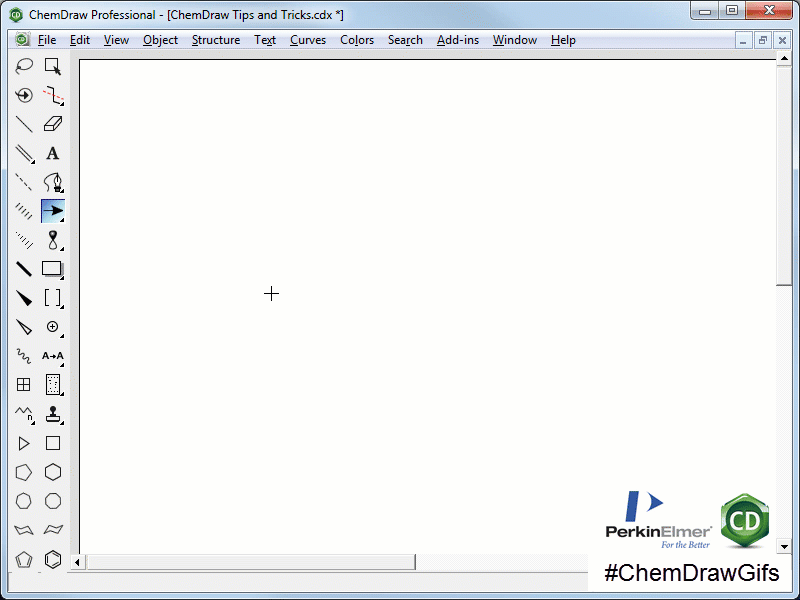 ChemDraw Professional - [ChemDraw Tips and Tricks.cdx *]
File Edit View Object Structure Text Curves Colors Search Add-ins Window Help
A
A→A
n
PerkinElmer
For the Better
CD
#ChemDrawGifs